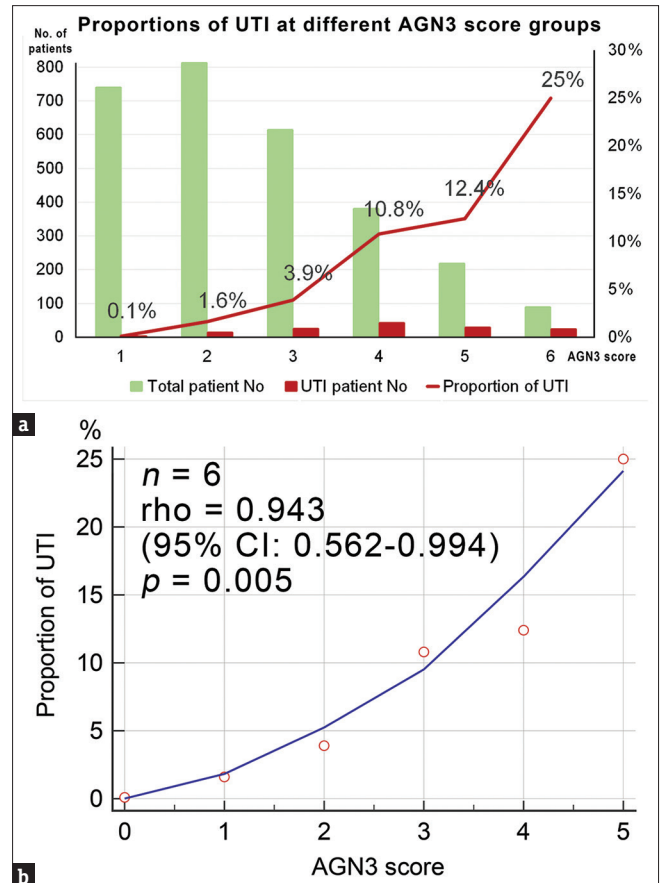 Proportions of UTI at different AGN3 score groups
No. of
patients
800
700
600
500
400
300
200
100
0
30%
25%
20%
15%
10%
5%
0%
0.1%
1.6%
3.9%
10.8%
12.4%
25%
1 2 3 4 5 6 AGN3 score
Total patient No UTI patient No Proportion of UTI
a
%
25
20
15
10
5
0
Proportion of UTI
n = 6
rho = 0.943
(95% CI: 0.562-0.994)
p = 0.005
0 1 2 3 4 5
AGN3 score
b